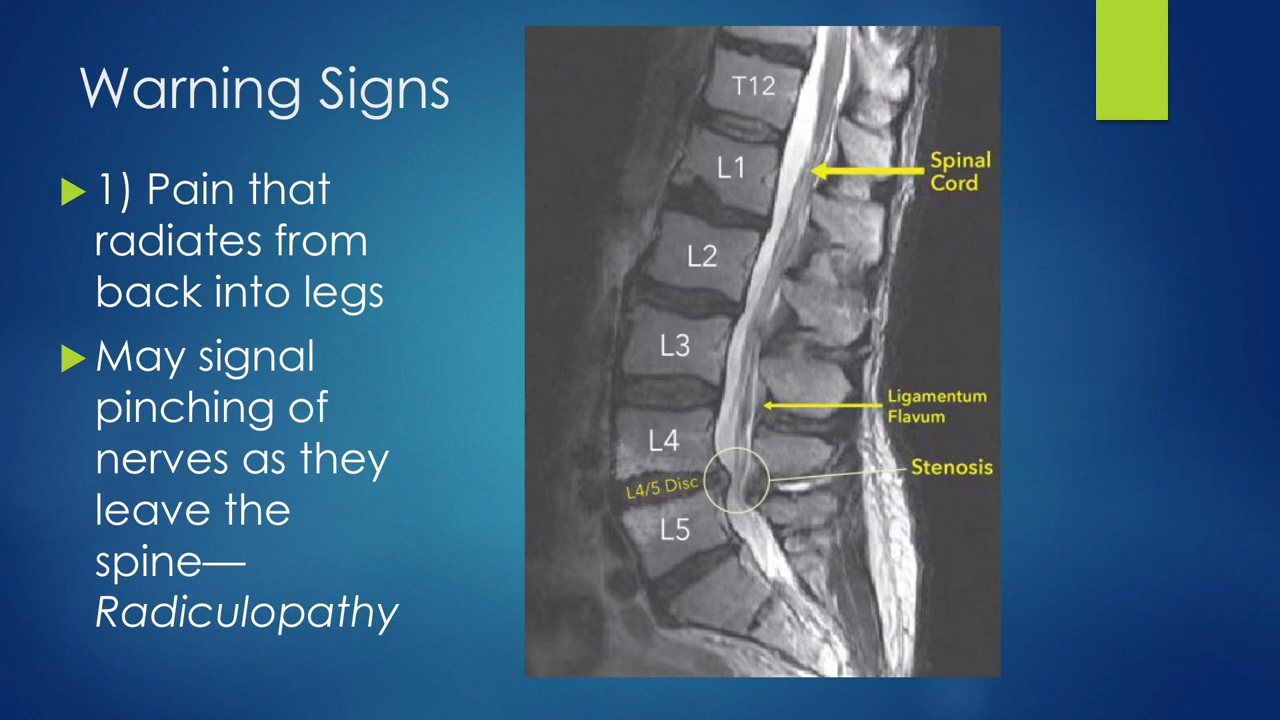 Warning Signs
1) Pain that
radiates from
back into legs
May signal
pinching of
nerves as they
leave the
spine—
Radiculopathy
T12
L1
L2
L3
L4
L4/5 Disc
L5
Spinal
Cord
Ligamentum
Flavum
Stenosis